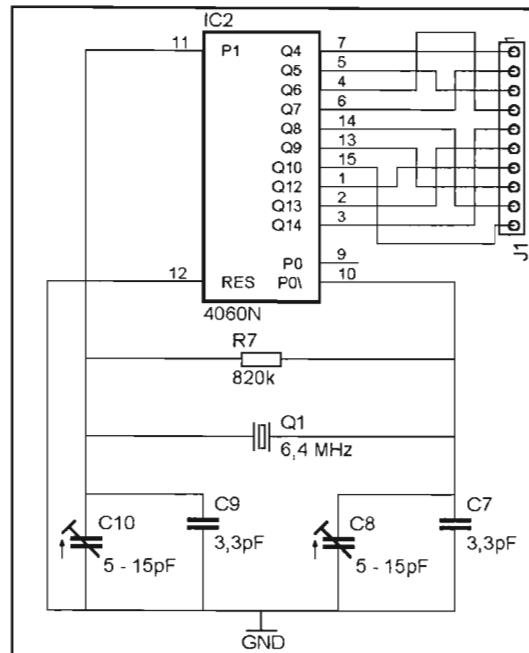 IC2
11 P1 Q4 7
Q5 5
Q6 4
Q7 6
Q8 14
Q9 13
Q10 15
Q12 1
Q13 2
Q14 3
P0 9
12 RES P0\ 10
4060N
J1
R7
820k
Q1
6,4 MHz
C10
5 - 15pF
C9
3,3pF
C8
5 - 15pF
C7
3,3pF
GND